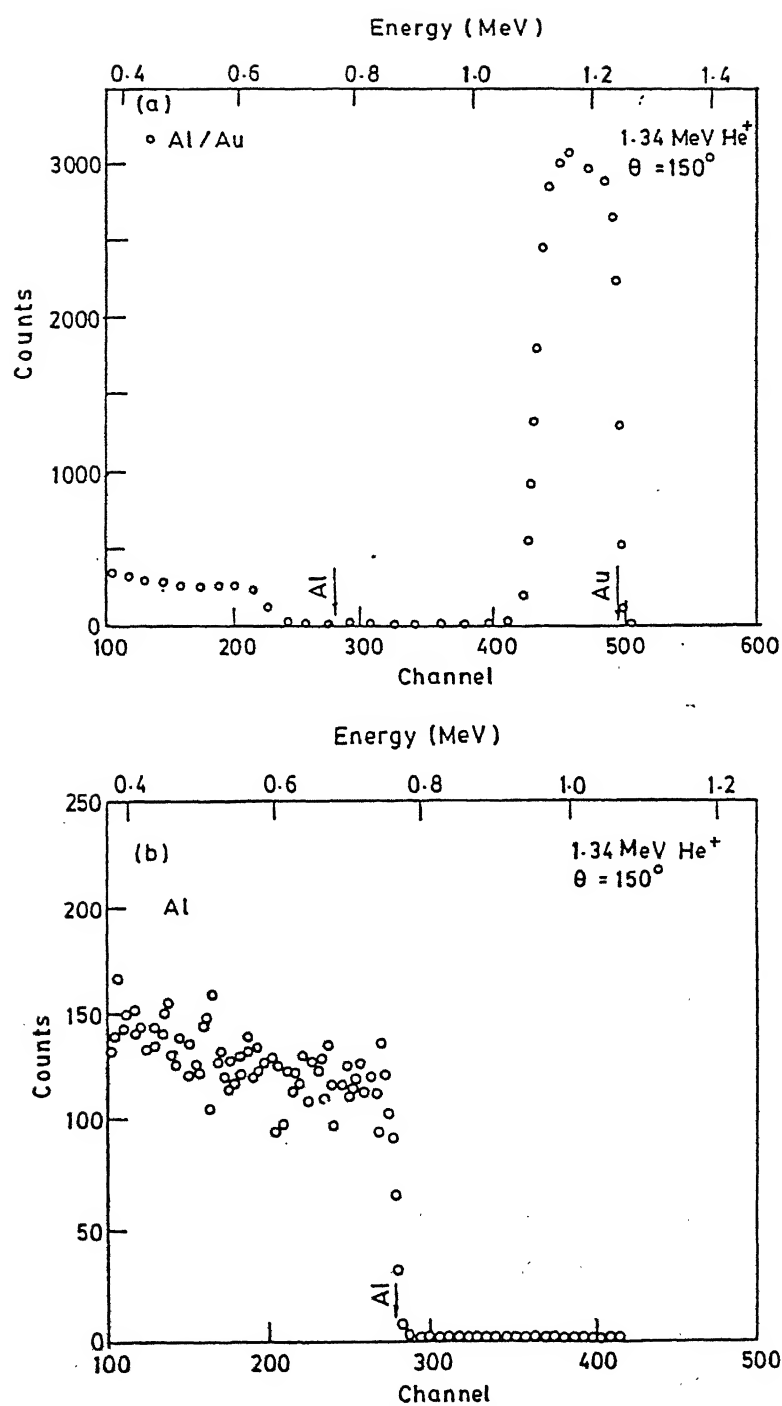 Energy (MeV)
0.4 0.6 0.8 1.0 1.2 1.4
(a)
o Al/Au
1.34 MeV He+
θ = 150°
3000
2000
1000
0
Counts
Al
Au
100 200 300 400 500 600
Channel
Energy (MeV)
0.4 0.6 0.8 1.0 1.2
250
(b)
1.34 MeV He+
θ = 150°
Al
200
150
100
50
0
Counts
Al
100 200 300 400 500
Channel